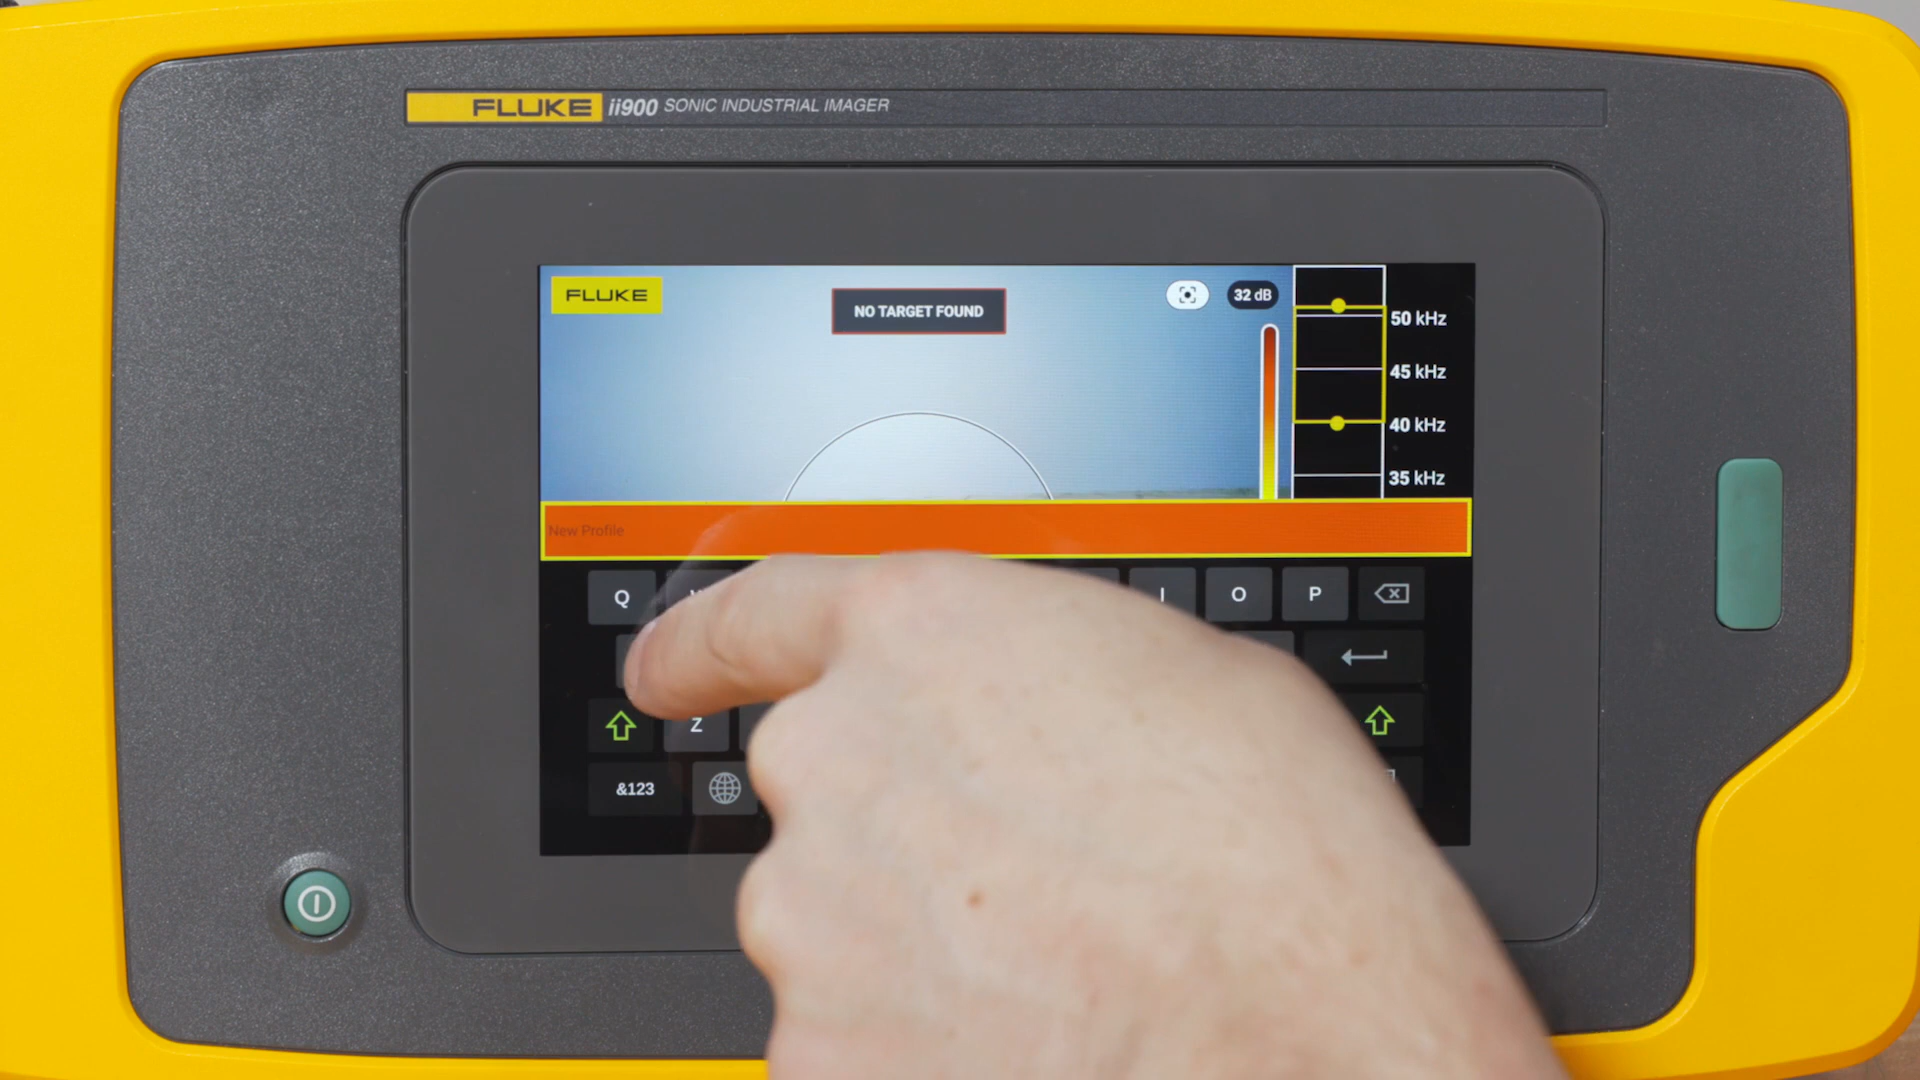 FLUKE ii900 SONIC INDUSTRIAL IMAGER
FLUKE
NO TARGET FOUND
32 dB
50 kHz
45 kHz
40 kHz
35 kHz
New Profile
Q
I
O
P
Z
&123